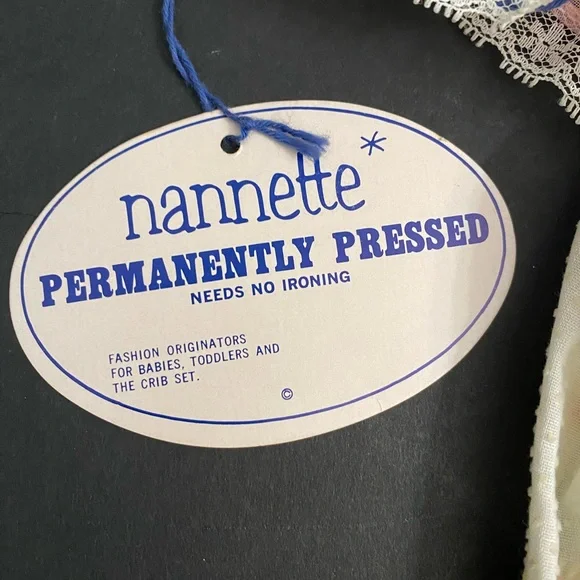 nannette*
PERMANENTLY PRESSED
NEEDS NO IRONING
FASHION ORIGINATORS
FOR BABIES, TODDLERS AND
THE CRIB SET.
©